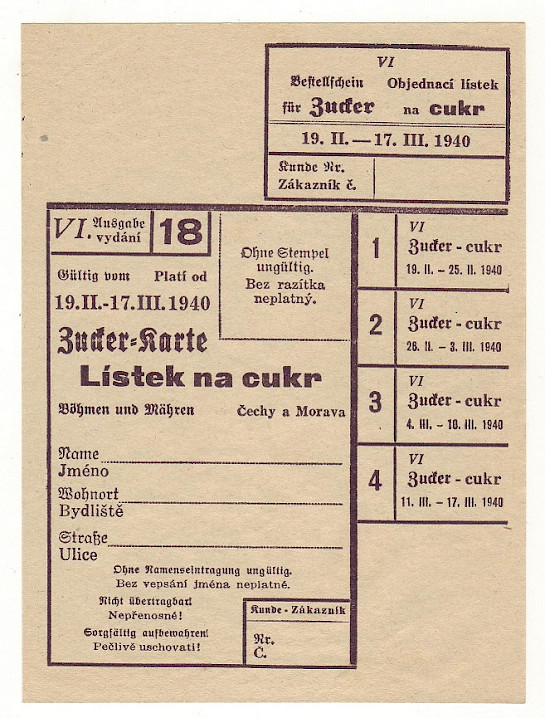 VI
Bestellschein Objednací lístek
für Zucker na cukr
19. II. — 17. III. 1940
Kunde Nr.
Zákazník č.
VI. Ausgabe vydání 18
Gültig vom Platí od
19. II.-17. III. 1940
Ohne Stempel
ungültig.
Bez razítka
neplatný.
Zucker-Karte
Lístek na cukr
Böhmen und Mähren Čechy a Morava
Name
Jméno
Wohnort
Bydliště
Straße
Ulice
Ohne Namenseintragung ungültig.
Bez vepsání jména neplatné.
Nicht übertragbar!
Nepřenosné!
Sorgfältig aufbewahren!
Pečlivě uschovati!
Kunde - Zákazník
Nr.
Č.
1 VI
Zucker - cukr
19. II. – 25. II. 1940
2 VI
Zucker - cukr
26. II. – 3. III. 1940
3 VI
Zucker - cukr
4. III. – 10. III. 1940
4 VI
Zucker - cukr
11. III. – 17. III. 1940